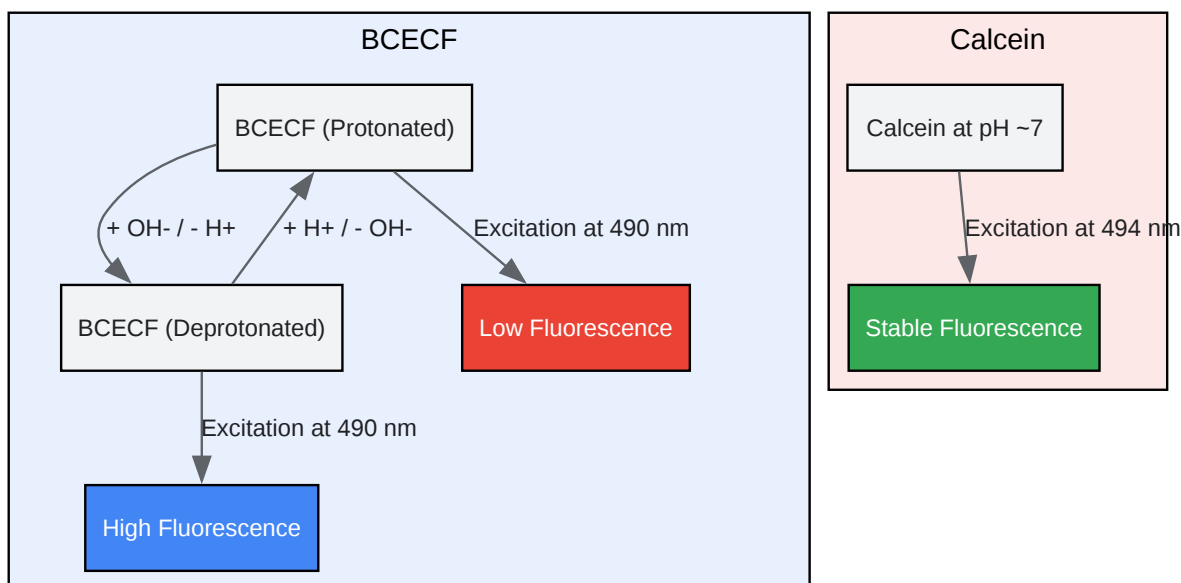 BCECF
BCECF (Protonated)
+ OH- / - H+
+ H+ / - OH-
Excitation at 490 nm
BCECF (Deprotonated)
Low Fluorescence
Excitation at 490 nm
High Fluorescence
Calcein
Calcein at pH ~7
Excitation at 494 nm
Stable Fluorescence